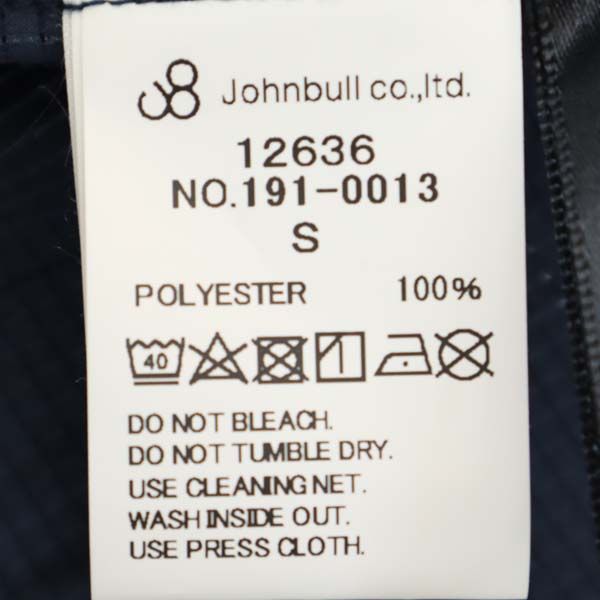 Johnbull co.,ltd.
12636
NO.191-0013
S
POLYESTER 100%
40
DO NOT BLEACH.
DO NOT TUMBLE DRY.
USE CLEANING NET.
WASH INSIDE OUT.
USE PRESS CLOTH.